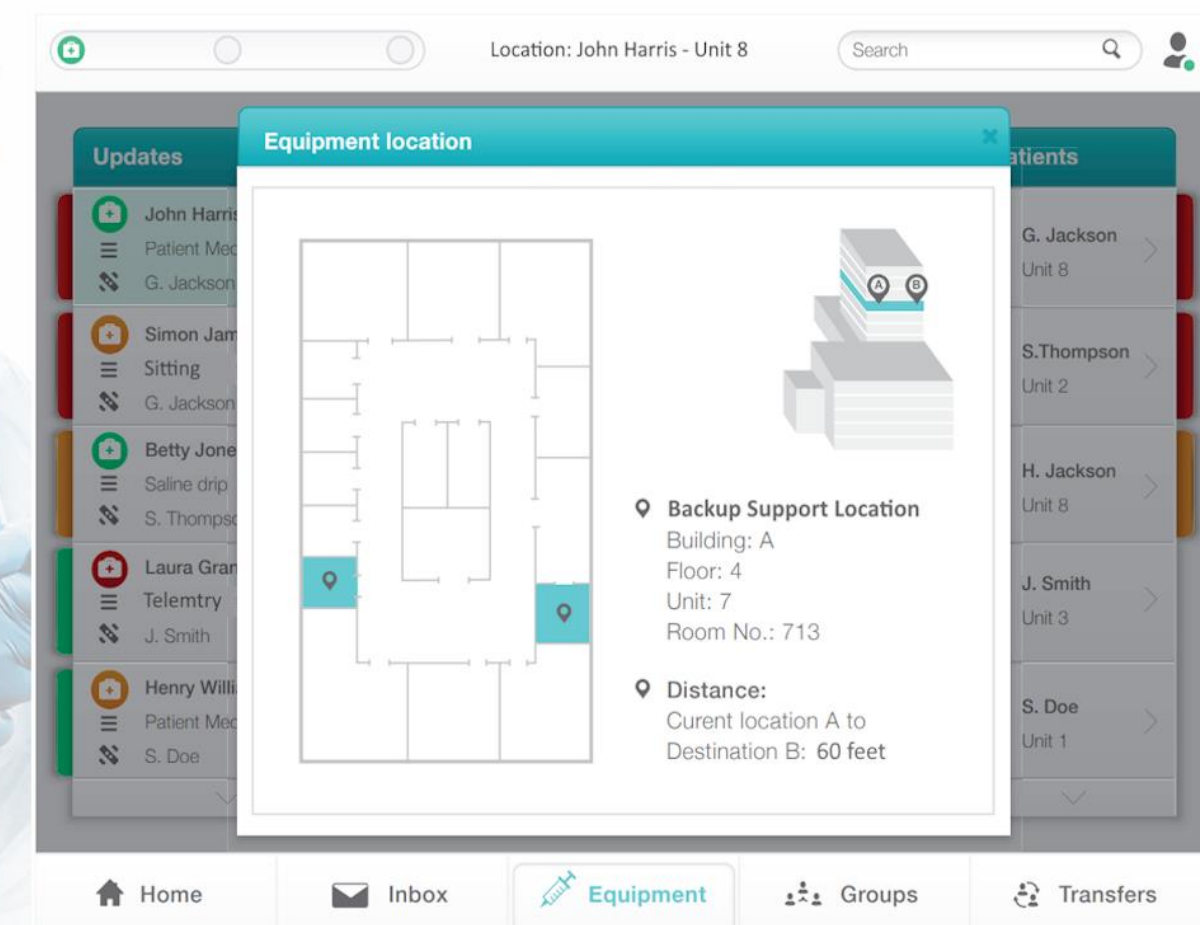 Location: John Harris - Unit 8
Search
Updates
Equipment location
atients
John Harris
Patient Med
G. Jackson
Simon Jam
Sitting
G. Jackson
Betty Jone
Saline drip
S. Thompso
Laura Gran
Telemtry
J. Smith
Henry Willi
Patient Med
S. Doe
A
B
Backup Support Location
Building: A
Floor: 4
Unit: 7
Room No.: 713
Distance:
Curent location A to
Destination B: 60 feet
G. Jackson
Unit 8
S.Thompson
Unit 2
H. Jackson
Unit 8
J. Smith
Unit 3
S. Doe
Unit 1
Home
Inbox
Equipment
Groups
Transfers